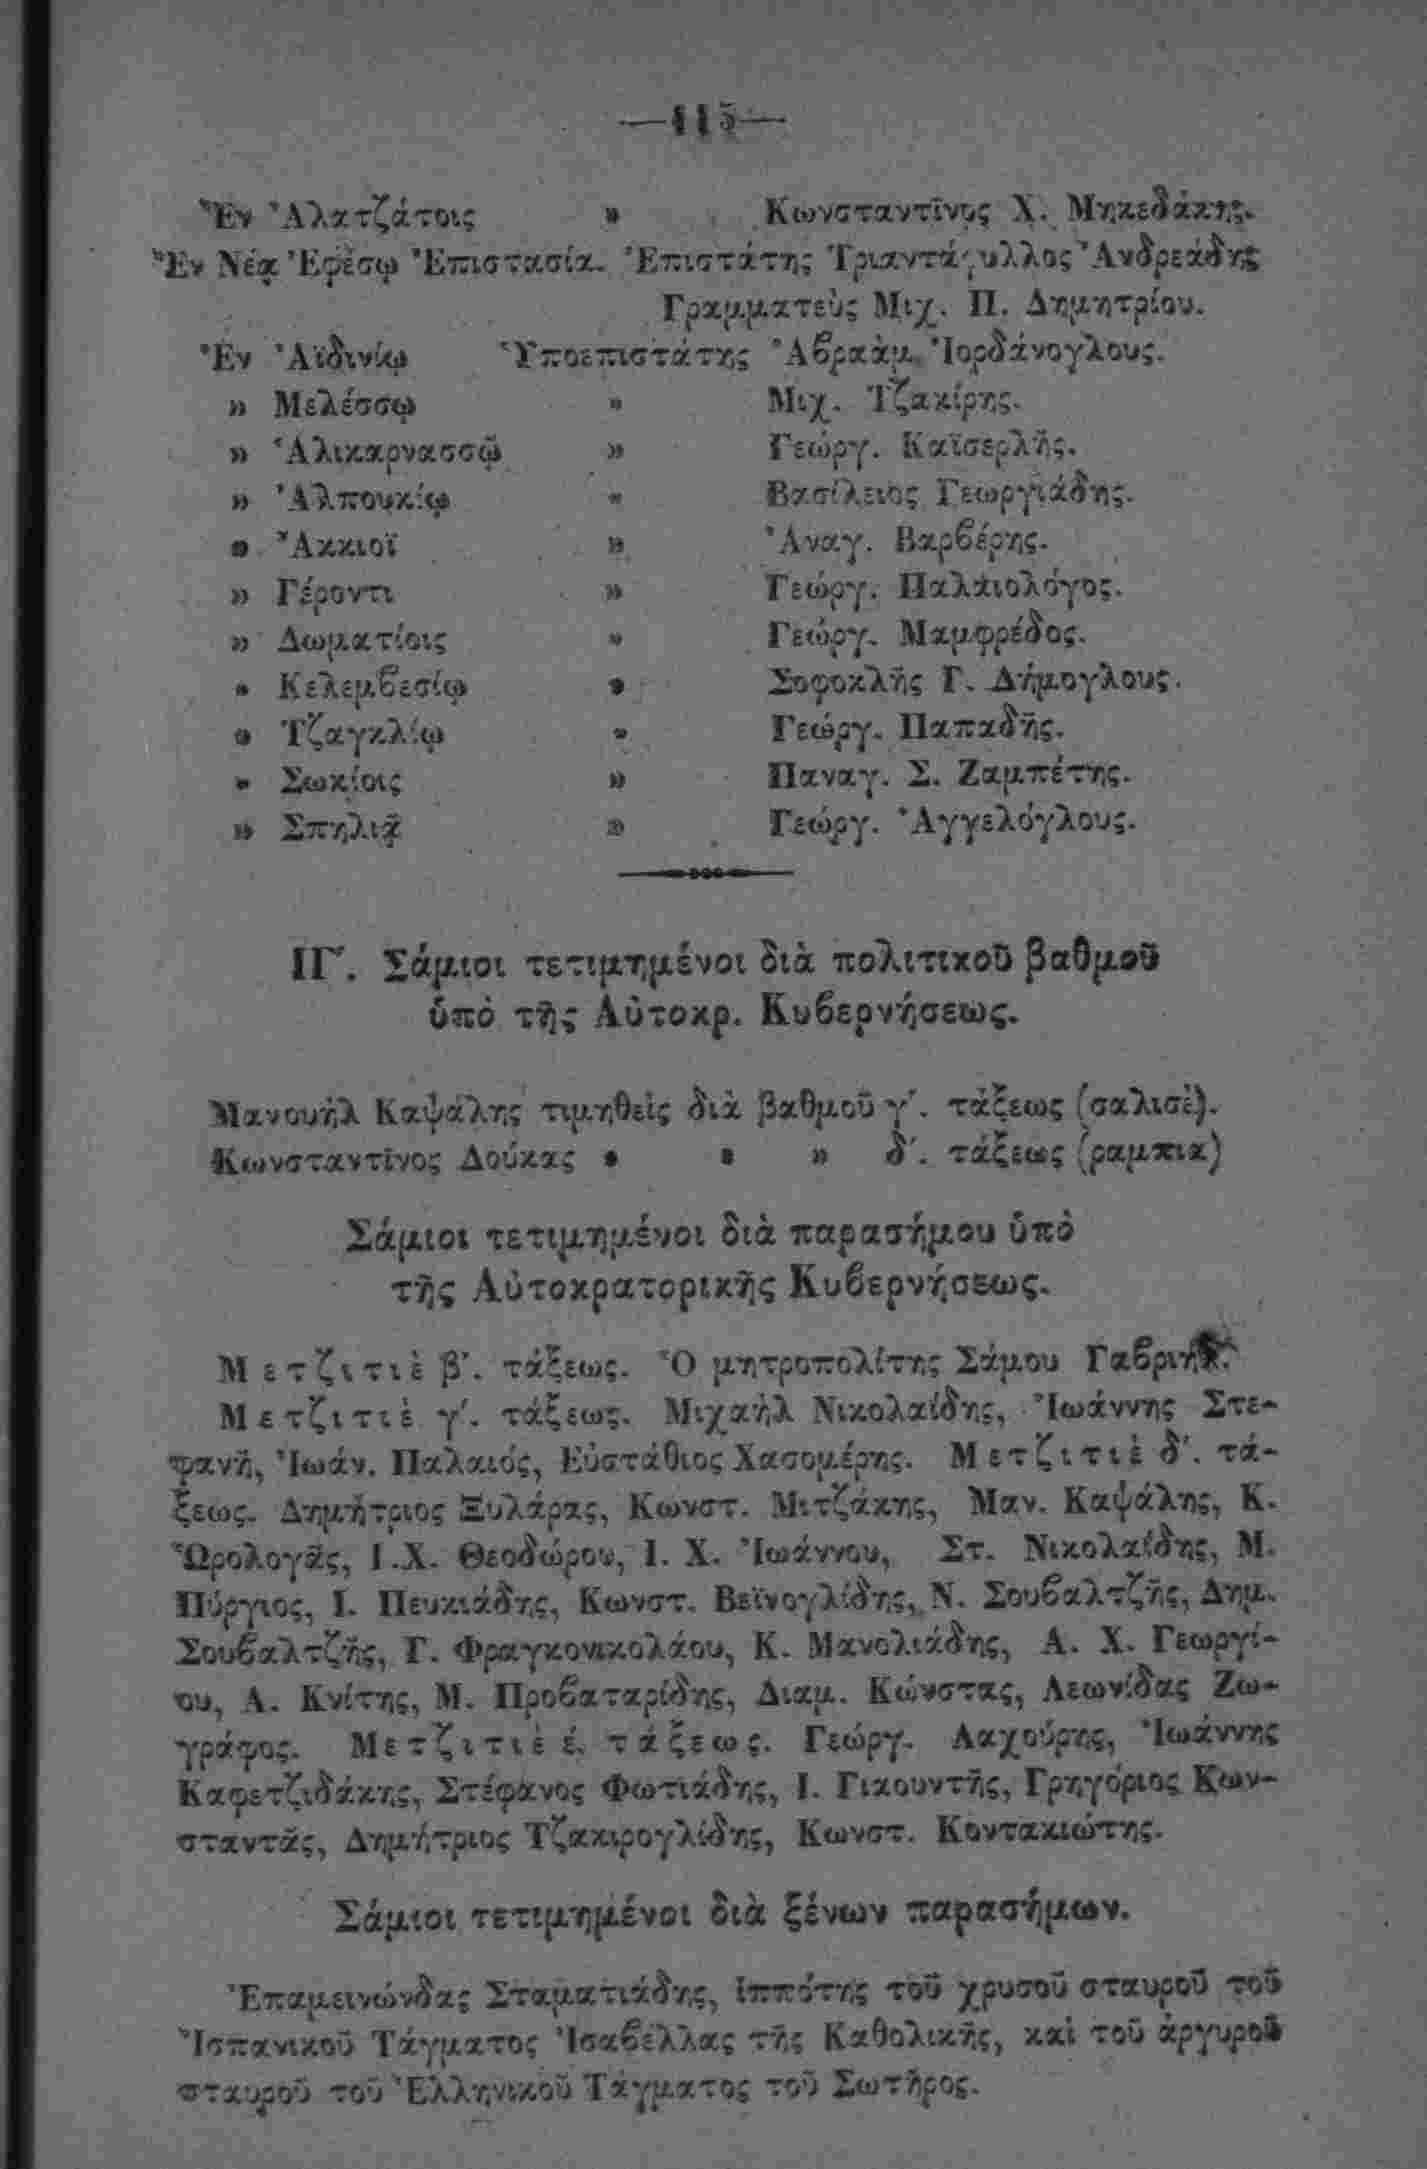 —115—
Ἐν Ἀλατζάτοις » Κωνσταντῖνος Χ. Μηκεδάκης.
Ἐν Νέᾳ Ἐφέσῳ Ἐπιστασία. Ἐπιστάτης Τριαντάφυλλος Ἀνδρεάδης
Γραμματεὺς Μιχ. Π. Δημητρίου.
Ἐν Ἀϊδινίῳ Ὑποεπιστάτης Ἀβραὰμ Ἰορδάνογλους.
» Μελέσσῳ » Μιχ. Τζακίρης.
» Ἁλικαρνασσῷ » Γεώργ. Καϊσερλῆς.
» Ἀλπουκίῳ » Βασίλειος Γεωργιάδης.
» Ἄκκιοϊ » Ἀναγ. Βαρβέρης.
» Γέροντι » Γεώργ. Παλαιολόγος.
» Δωματίοις » Γεώργ. Μαμφρέδος.
» Κελεμβεσίῳ » Σοφοκλῆς Γ. Δήμογλους.
» Τζαγκλίῳ » Γεώργ. Παπαδῆς.
» Σωκίοις » Παναγ. Σ. Ζαμπέτης.
» Σπηλιᾷ » Γεώργ. Ἀγγελόγλους.
ΙΓ′. Σάμιοι τετιμημένοι διὰ πολιτικοῦ βαθμοῦ
ὑπὸ τῆς Αὐτοκρ. Κυβερνήσεως.
Μανουὴλ Καψάλης τιμηθεὶς διὰ βαθμοῦ γ′. τάξεως (σαλισὲ).
Κωνσταντῖνος Δούκας » » » δ′. τάξεως (ραμπια)
Σάμιοι τετιμημένοι διὰ παρασήμου ὑπὸ
τῆς Αὐτοκρατορικῆς Κυβερνήσεως.
Μετζιτιὲ β′. τάξεως. Ὁ μητροπολίτης Σάμου Γαβριήλ.
Μετζιτιὲ γ′. τάξεως. Μιχαὴλ Νικολαΐδης, Ἰωάννης Στε-
φανῆ, Ἰωάν. Παλαιός, Εὐστάθιος Χασομέρης. Μετζιτιὲ δ′. τά-
ξεως. Δημήτριος Ξυλάρας, Κωνστ. Μιτζάκης, Μαν. Καψάλης, Κ.
Ὡρολογᾶς, Ι.Χ. Θεοδώρου, Ι. Χ. Ἰωάννου, Στ. Νικολαΐδης, Μ.
Πύργιος, Ι. Πευκιάδης, Κωνστ. Βεϊνογλίδης, Ν. Σουβαλτζῆς, Δημ.
Σουβαλτζῆς, Γ. Φραγκονικολάου, Κ. Μανολιάδης, Α. Χ. Γεωργί-
ου, Α. Κνίτης, Μ. Προβαταρίδης, Διαμ. Κώνστας, Λεωνίδας Ζω-
γράφος. Μετζιτιὲ έ. τάξεως. Γεώργ. Λαχούρης, Ἰωάννης
Καφετζιδάκης, Στέφανος Φωτιάδης, Ι. Γικουντῆς, Γρηγόριος Κων-
σταντᾶς, Δημήτριος Τζακιρογλίδης, Κωνστ. Κοντακιώτης.
Σάμιοι τετιμημένοι διὰ ξένων παρασήμων.
Ἐπαμεινώνδας Σταματιάδης, ἱππότης τοῦ χρυσοῦ σταυροῦ τοῦ
Ἰσπανικοῦ Τάγματος Ἰσαβέλλας τῆς Καθολικῆς, καὶ τοῦ ἀργυροῦ
σταυροῦ τοῦ Ἑλληνικοῦ Τάγματος τοῦ Σωτῆρος.